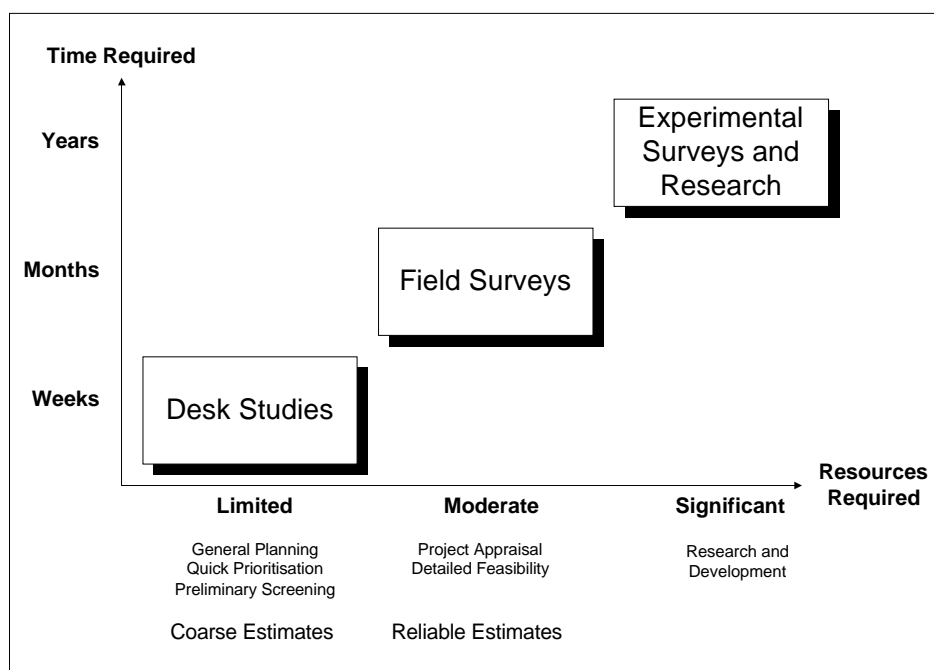 Time Required
Years
Experimental
Surveys and
Research
Months
Field Surveys
Weeks
Desk Studies
Resources
Required
Limited
Moderate
Significant
General Planning
Quick Prioritisation
Preliminary Screening
Project Appraisal
Detailed Feasibility
Research and
Development
Coarse Estimates
Reliable Estimates